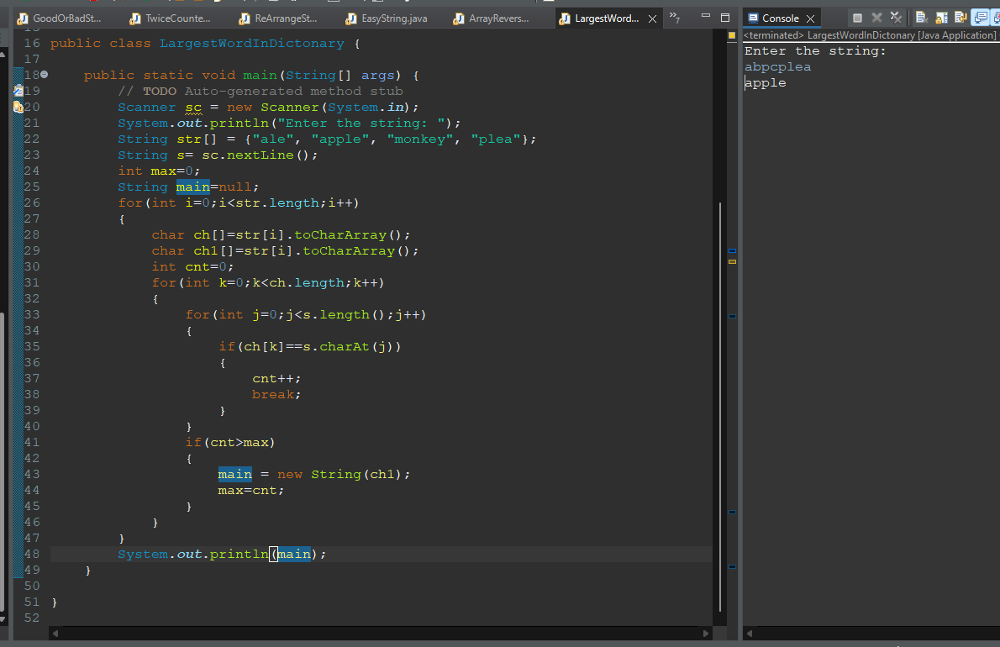 GoodOrBadSt... TwiceCounte... ReArrangeSt... EasyString.java ArrayRevers... LargestWord... »7
16 public class LargestWordInDictonary {
17
18 public static void main(String[] args) {
19 // TODO Auto-generated method stub
20 Scanner sc = new Scanner(System.in);
21 System.out.println("Enter the string: ");
22 String str[] = {"ale", "apple", "monkey", "plea"};
23 String s= sc.nextLine();
24 int max=0;
25 String main=null;
26 for(int i=0;i<str.length;i++)
27 {
28 char ch[]=str[i].toCharArray();
29 char ch1[]=str[i].toCharArray();
30 int cnt=0;
31 for(int k=0;k<ch.length;k++)
32 {
33 for(int j=0;j<s.length();j++)
34 {
35 if(ch[k]==s.charAt(j))
36 {
37 cnt++;
38 break;
39 }
40 }
41 if(cnt>max)
42 {
43 main = new String(ch1);
44 max=cnt;
45 }
46 }
47 }
48 System.out.println(main);
49 }
50
51 }
52
Console
<terminated> LargestWordInDictonary [Java Application]
Enter the string:
abpcplea
apple